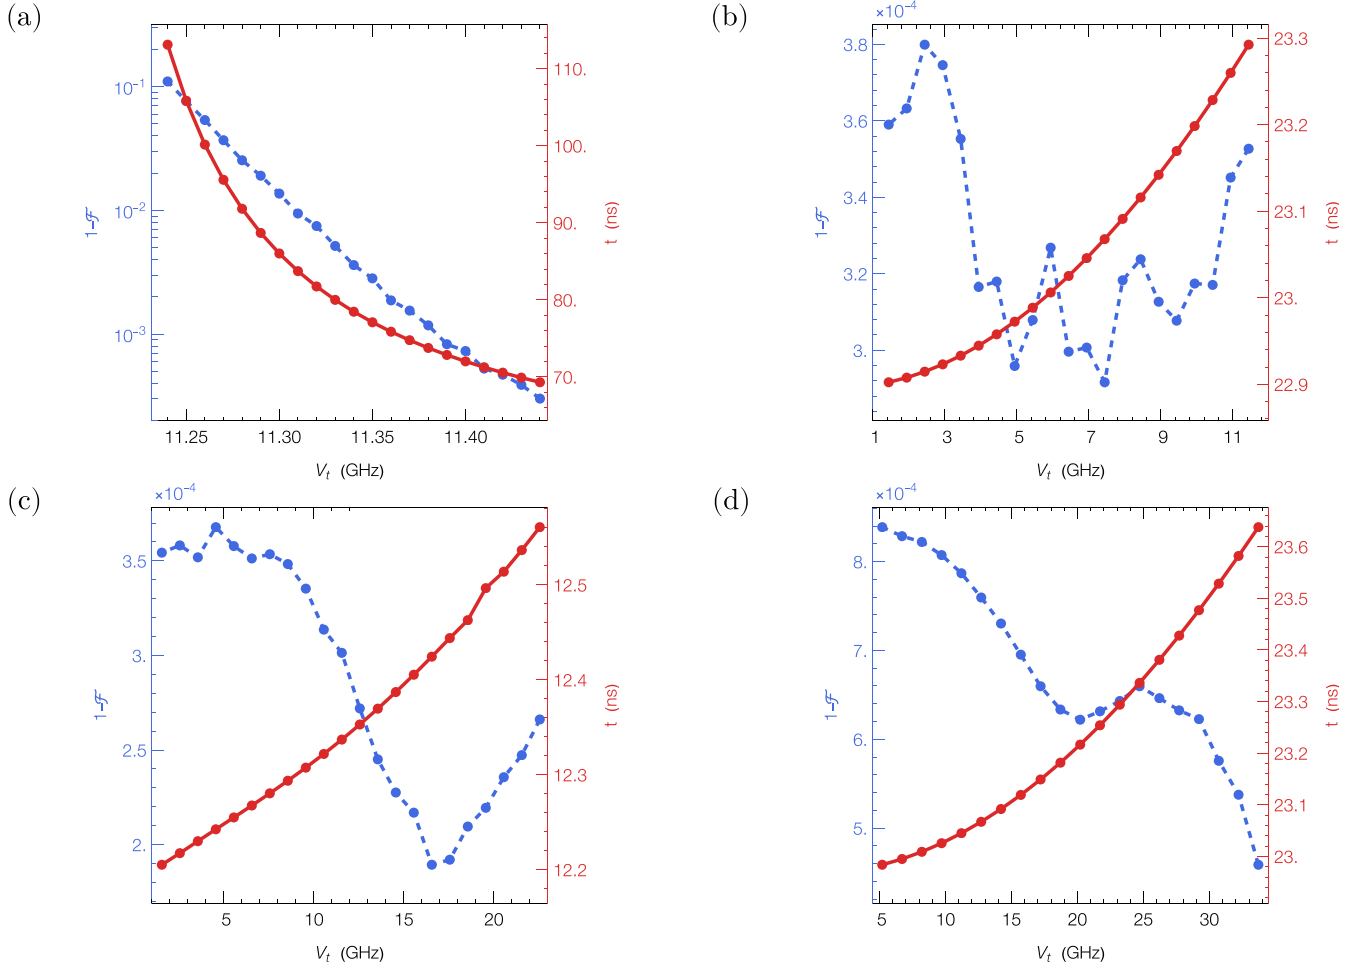 (a)
10⁻¹
10⁻²
10⁻³
1-ℱ
110.
100.
90.
80.
70.
t (ns)
11.25 11.30 11.35 11.40
V_t (GHz)
(b)
×10⁻⁴
3.8
3.6
3.4
3.2
3.
1-ℱ
23.3
23.2
23.1
23.
22.9
t (ns)
1 3 5 7 9 11
V_t (GHz)
(c)
×10⁻⁴
3.5
3.
2.5
2.
1-ℱ
12.5
12.4
12.3
12.2
t (ns)
5 10 15 20
V_t (GHz)
(d)
×10⁻⁴
8.
7.
6.
5.
1-ℱ
23.6
23.5
23.4
23.3
23.2
23.1
23.
t (ns)
5 10 15 20 25 30
V_t (GHz)